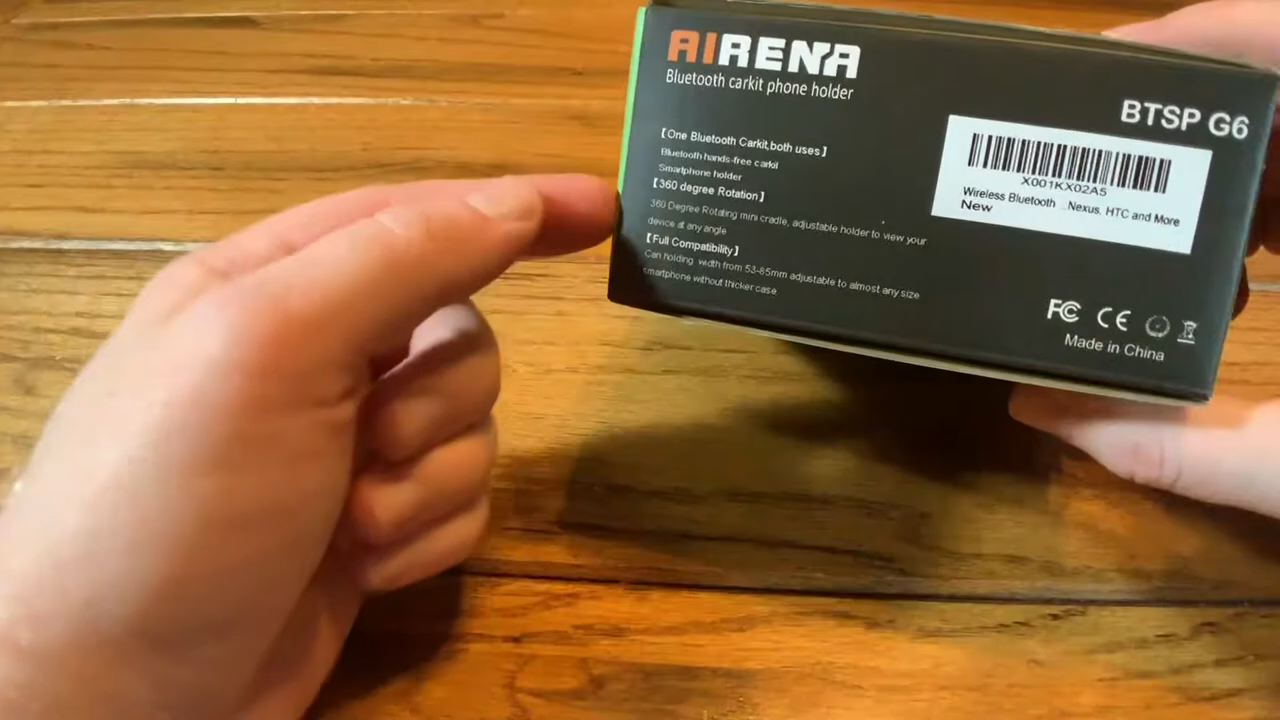 AIRENA
Bluetooth carkit phone holder
BTSP G6
【One Bluetooth Carkit,both uses】
Bluetooth hands-free carkil
Smartphone holder
【360 degree Rotation】
360 Degree Rotating mini cradle, adjustable holder to view your
device at any angle
【Full Compatibility】
Can holding width from 53-85mm adjustable to almost any size
smartphone without thicker case
X001KX02A5
Wireless Bluetooth ...Nexus, HTC and More
New
FC CE
Made in China